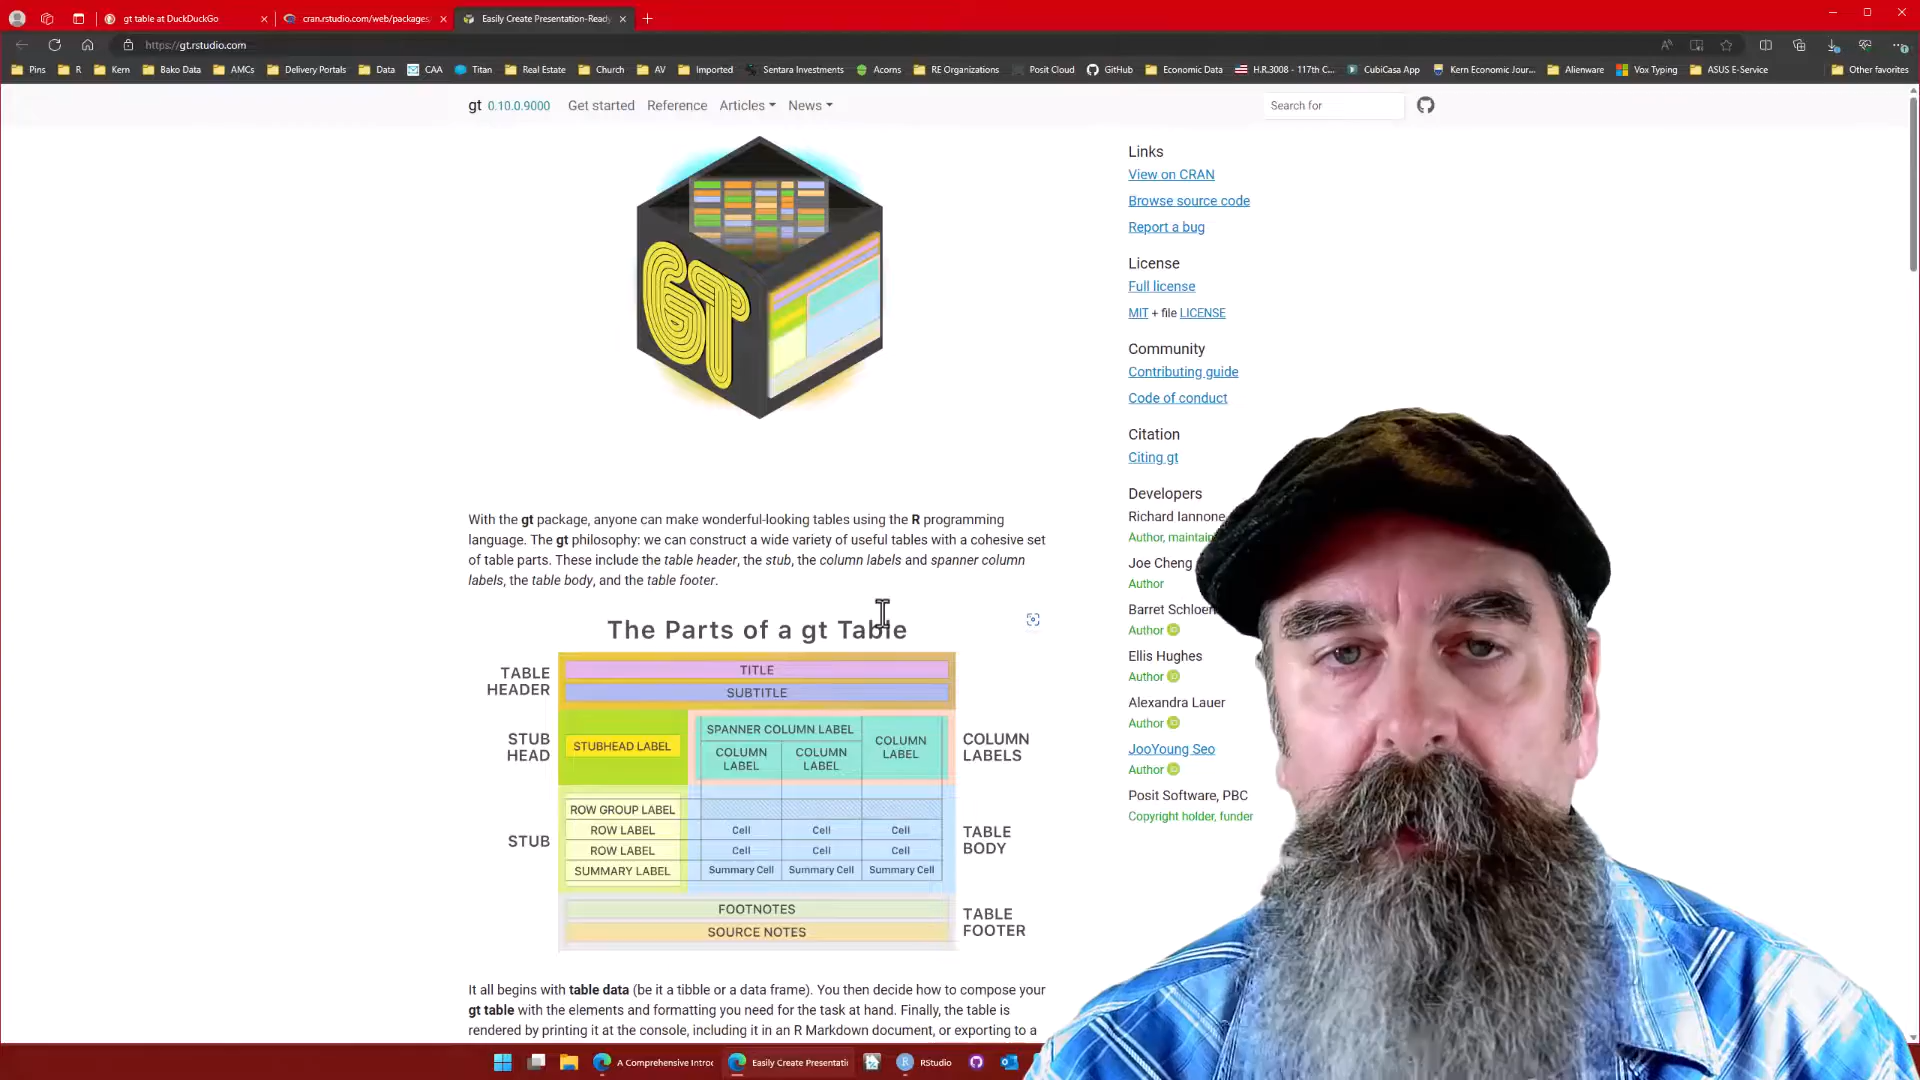 gt table at DuckDuckGo
cran.rstudio.com/web/packages
Easily Create Presentation-Ready
https://gt.rstudio.com
Pins
R
Kern
Bako Data
AMCs
Delivery Portals
Data
CAA
Titan
Real Estate
Church
AV
Imported
Sentara Investments
Acorns
RE Organizations
Posit Cloud
GitHub
Economic Data
H.R.3008 - 117th C...
CubiCasa App
Kern Economic Jour...
Alienware
Vox Typing
ASUS E-Service
Other favorites
gt 0.10.0.9000 Get started Reference Articles News
Search for
GT
With the gt package, anyone can make wonderful-looking tables using the R programming
language. The gt philosophy: we can construct a wide variety of useful tables with a cohesive set
of table parts. These include the table header, the stub, the column labels and spanner column
labels, the table body, and the table footer.
The Parts of a gt Table
TABLE
HEADER
TITLE
SUBTITLE
STUB
HEAD
STUBHEAD LABEL
SPANNER COLUMN LABEL
COLUMN
LABEL
COLUMN
LABEL
COLUMN
LABEL
COLUMN
LABELS
STUB
ROW GROUP LABEL
ROW LABEL Cell Cell Cell
ROW LABEL Cell Cell Cell
SUMMARY LABEL Summary Cell Summary Cell Summary Cell
TABLE
BODY
FOOTNOTES
SOURCE NOTES
TABLE
FOOTER
It all begins with table data (be it a tibble or a data frame). You then decide how to compose your
gt table with the elements and formatting you need for the task at hand. Finally, the table is
rendered by printing it at the console, including it in an R Markdown document, or exporting to a
Links
View on CRAN
Browse source code
Report a bug
License
Full license
MIT + file LICENSE
Community
Contributing guide
Code of conduct
Citation
Citing gt
Developers
Richard Iannone
Author, maintain
Joe Cheng
Author
Barret Schloer
Author
Ellis Hughes
Author
Alexandra Lauer
Author
JooYoung Seo
Author
Posit Software, PBC
Copyright holder, funder
A Comprehensive Introc
Easily Create Presentati
RStudio